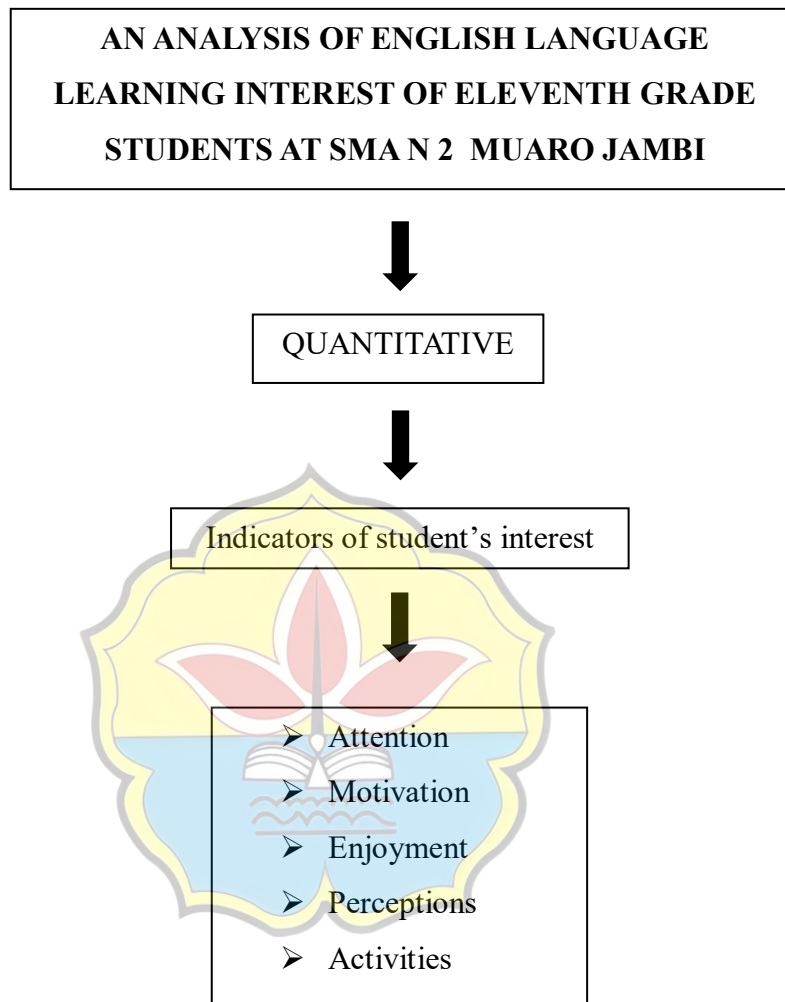 AN ANALYSIS OF ENGLISH LANGUAGE
LEARNING INTEREST OF ELEVENTH GRADE
STUDENTS AT SMA N 2 MUARO JAMBI
QUANTITATIVE
Indicators of student’s interest
➢ Attention
➢ Motivation
➢ Enjoyment
➢ Perceptions
➢ Activities